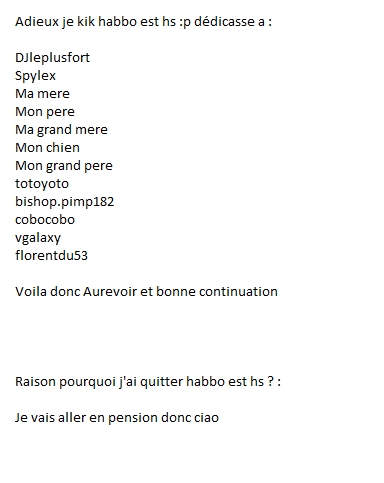 Adieux je kik habbo est hs :p dédicasse a :
DJleplusfort
Spylex
Ma mere
Mon pere
Ma grand mere
Mon chien
Mon grand pere
totoyoto
bishop.pimp182
cobocobo
vgalaxy
florentdu53
Voila donc Aurevoir et bonne continuation
Raison pourquoi j'ai quitter habbo est hs ? :
Je vais aller en pension donc ciao